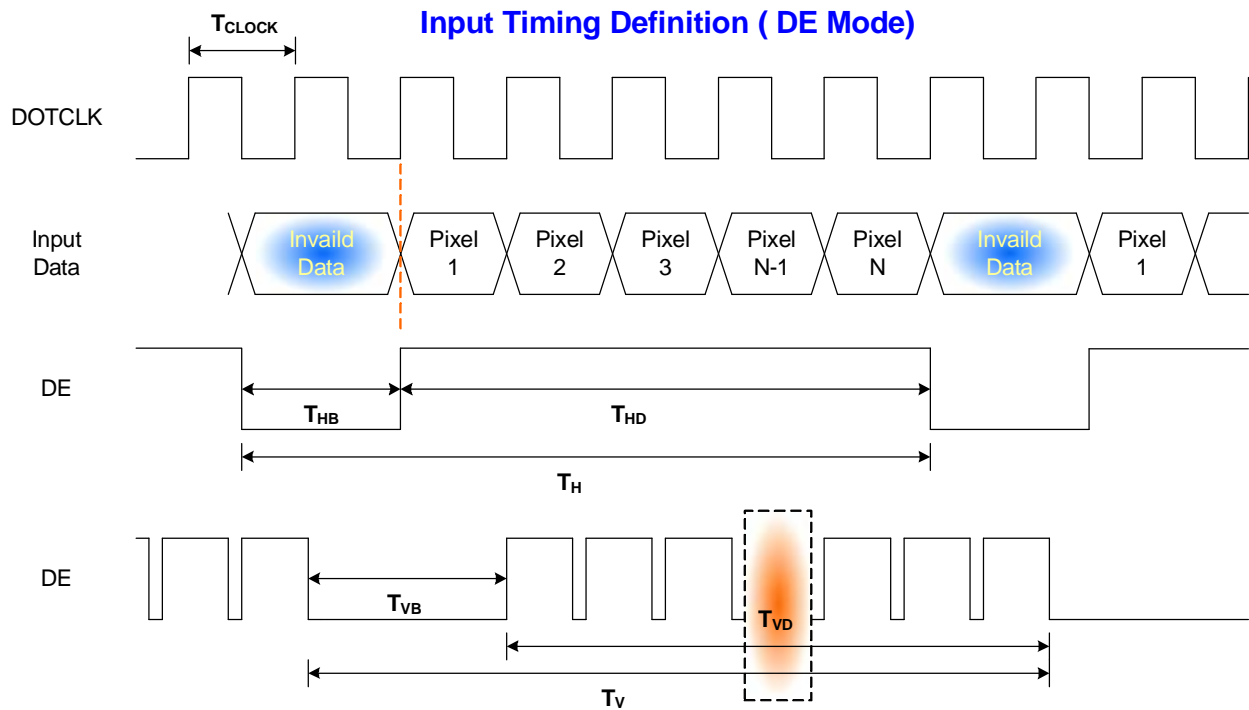 Input Timing Definition ( DE Mode)
TCLOCK
DOTCLK
Input
Data
Invaild
Data
Pixel
1
Pixel
2
Pixel
3
Pixel
N-1
Pixel
N
Invaild
Data
Pixel
1
DE
THB
THD
TH
DE
TVB
TVD
TV